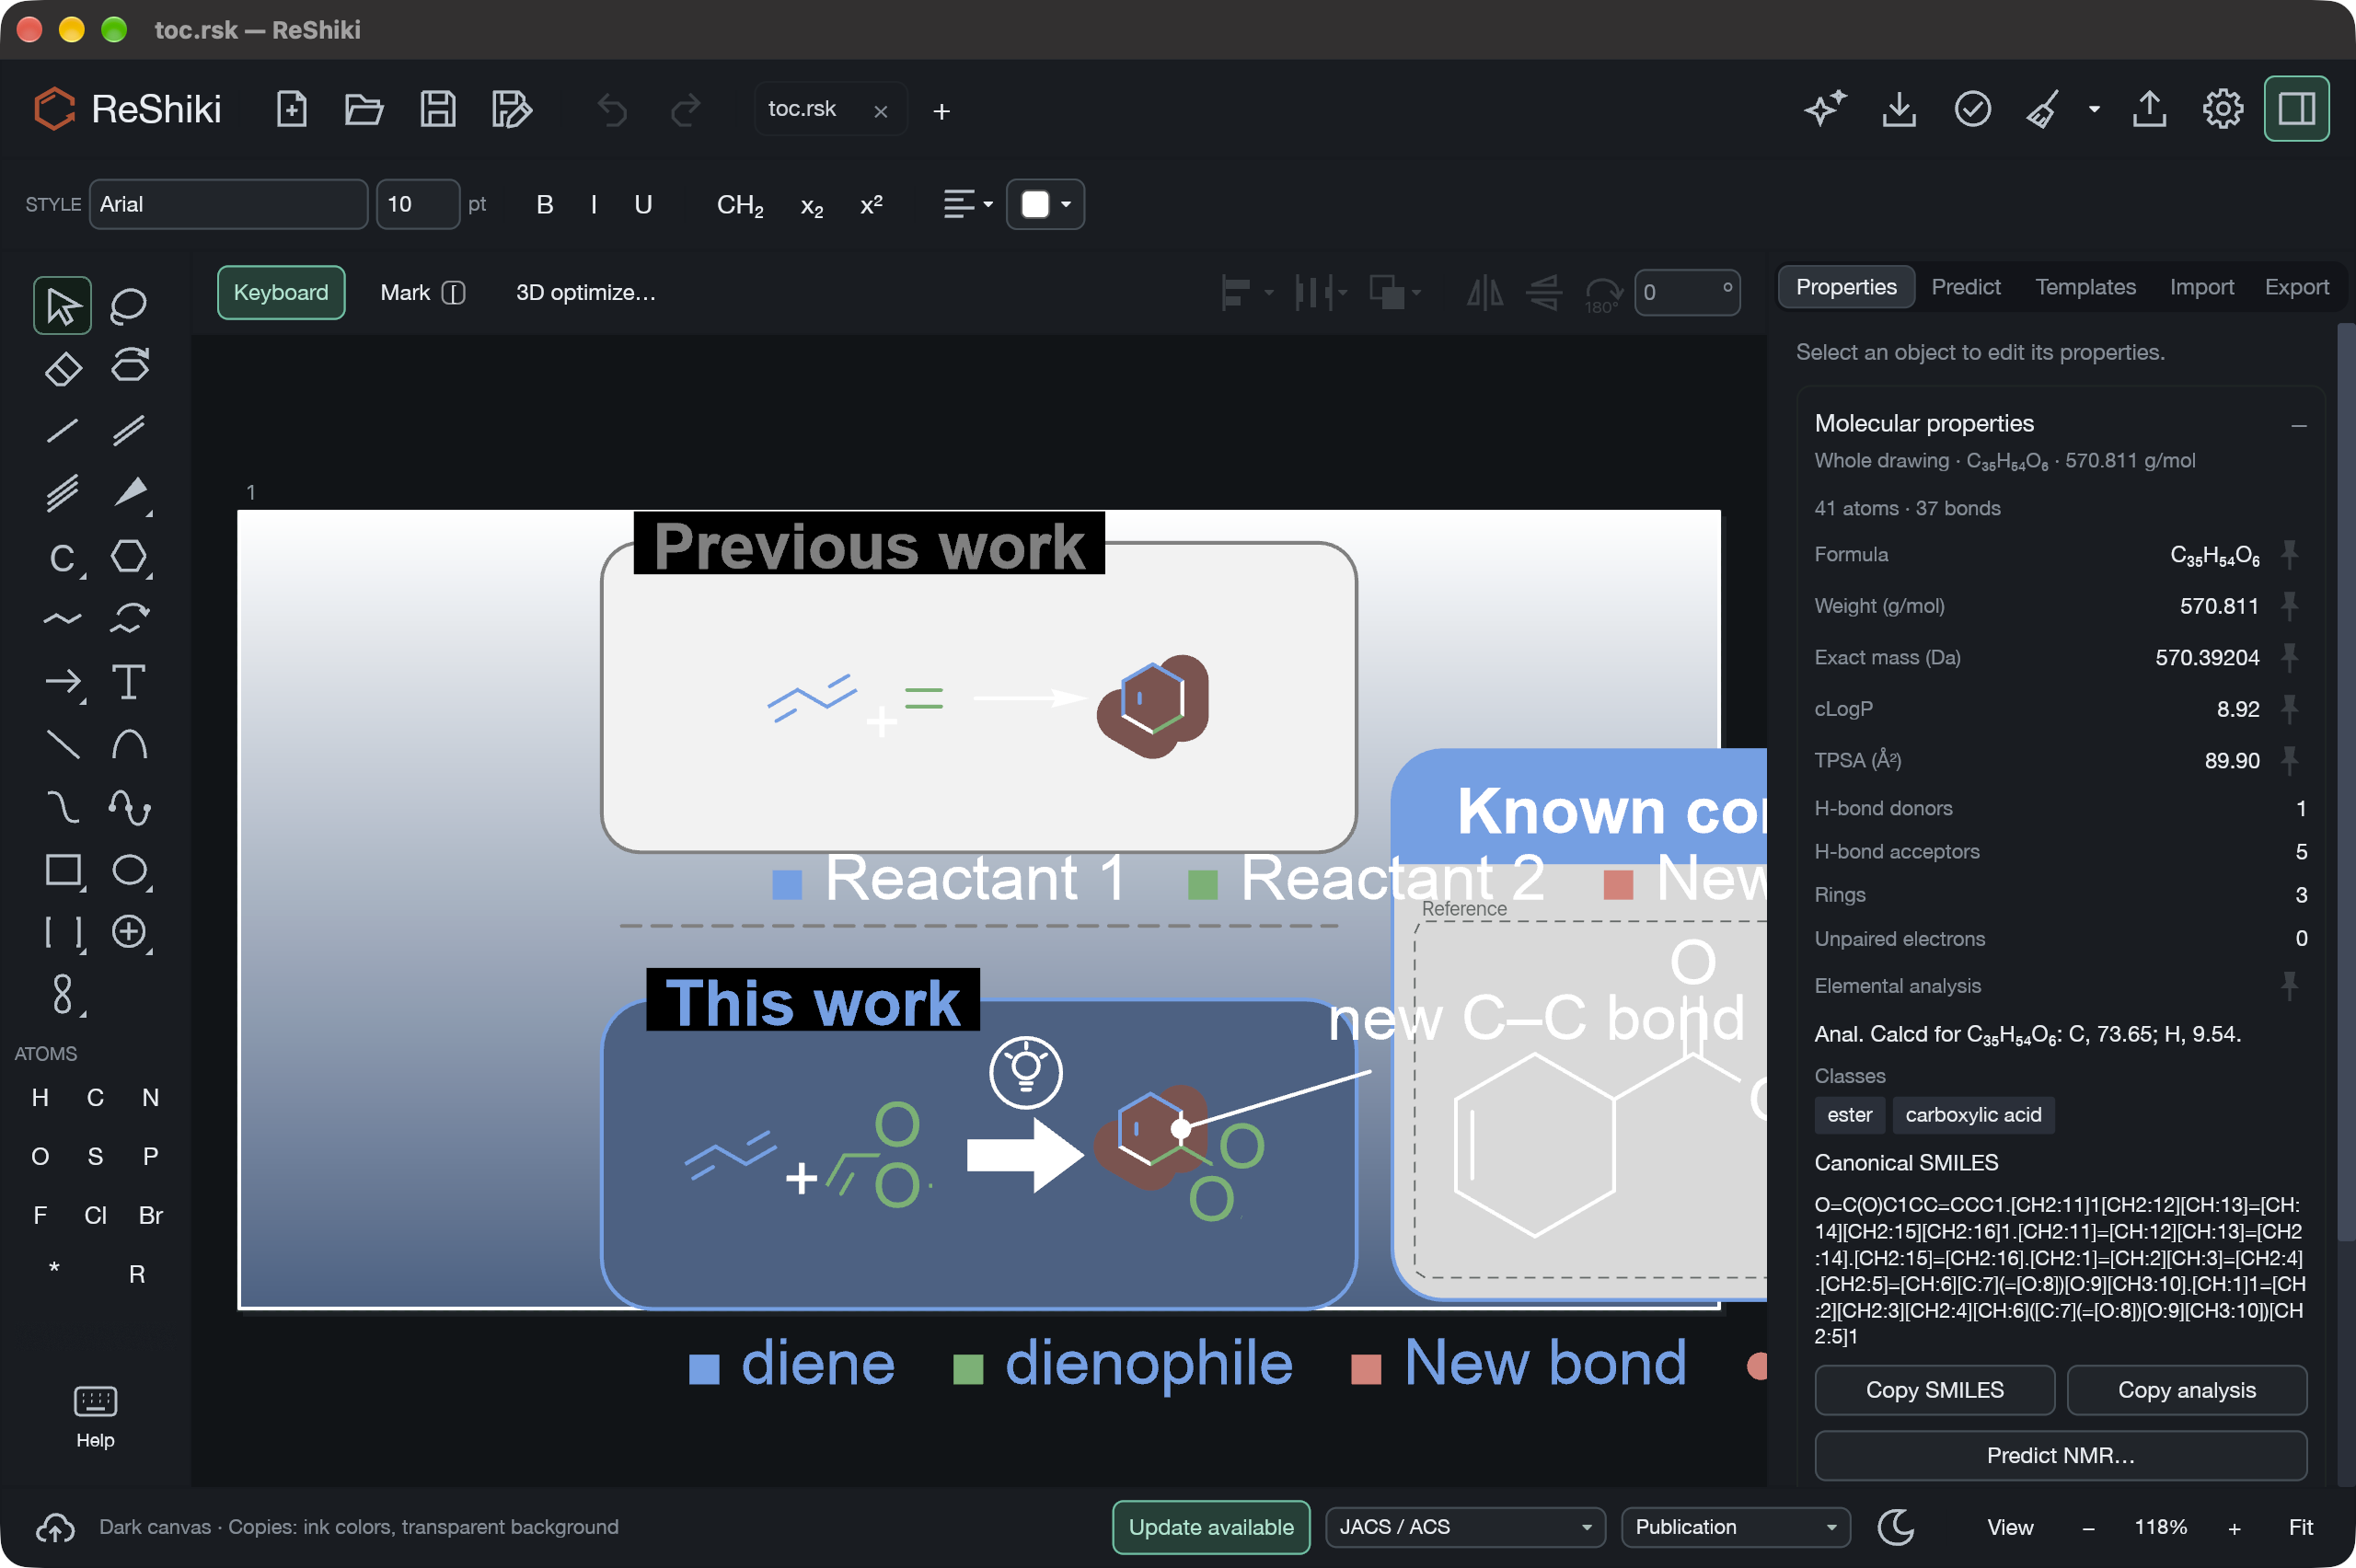 toc.rsk — ReShiki
ReShiki
toc.rsk × +
STYLE Arial 10 pt B I U CH₂ x₂ x²
Keyboard Mark 3D optimize…
180° 0 °
Properties Predict Templates Import Export
Select an object to edit its properties.
Molecular properties –
Whole drawing · C₃₅H₅₄O₆ · 570.811 g/mol
41 atoms · 37 bonds
Formula C₃₅H₅₄O₆
Weight (g/mol) 570.811
Exact mass (Da) 570.39204
cLogP 8.92
TPSA (Å²) 89.90
H-bond donors 1
H-bond acceptors 5
Rings 3
Unpaired electrons 0
Elemental analysis
Anal. Calcd for C₃₅H₅₄O₆: C, 73.65; H, 9.54.
Classes
ester carboxylic acid
Canonical SMILES
O=C(O)C1CC=CCC1.[CH2:11]1[CH2:12][CH:13]=[CH:
14][CH2:15][CH2:16]1.[CH2:11]=[CH:12][CH:13]=[CH2
:14].[CH2:15]=[CH2:16].[CH2:1]=[CH:2][CH:3]=[CH2:4]
.[CH2:5]=[CH:6][C:7](=[O:8])[O:9][CH3:10].[CH:1]1=[CH
:2][CH2:3][CH2:4][CH:6]([C:7](=[O:8])[O:9][CH3:10])[CH
2:5]1
Copy SMILES Copy analysis
Predict NMR…
C
T
ATOMS
H C N
O S P
F Cl Br
* R
Help
1
Previous work
+
Reactant 1 Reactant 2 New
This work
+
O
O
O
O
new C–C bond
Known
Reference
O
diene dienophile New bond
Dark canvas · Copies: ink colors, transparent background
Update available JACS / ACS Publication View – 118% + Fit